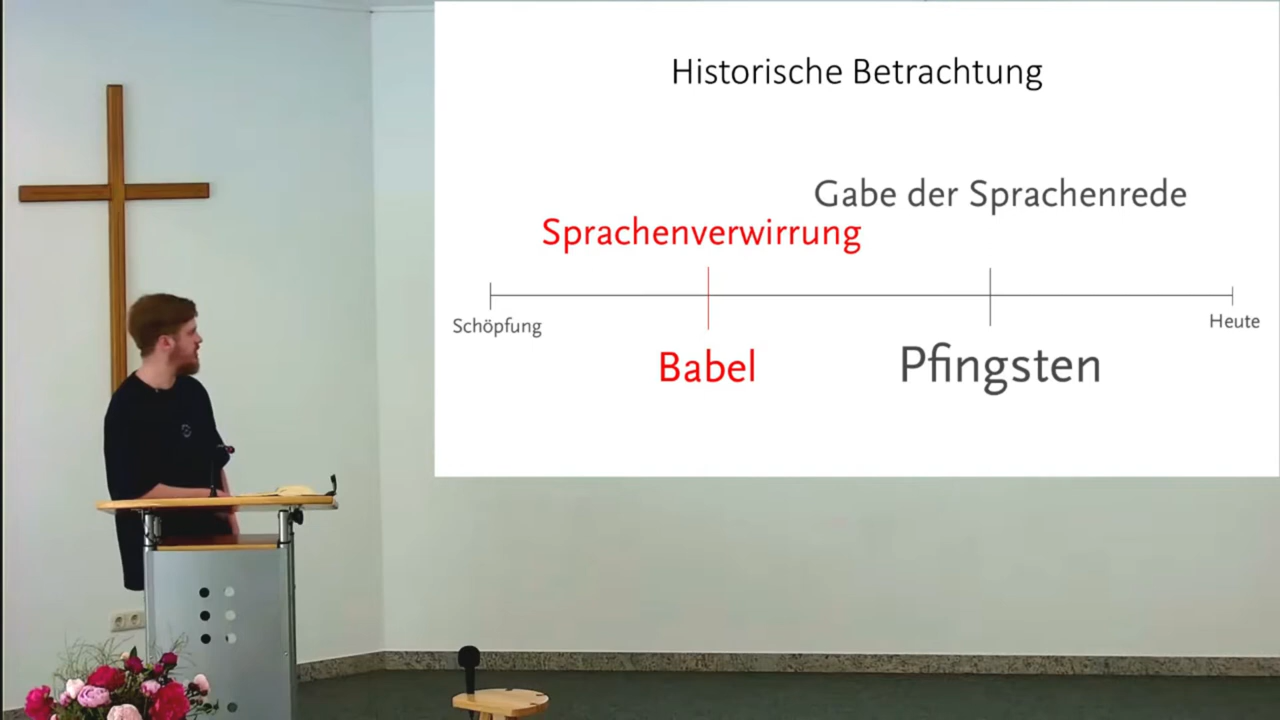 Historische Betrachtung
Gabe der Sprachenrede
Sprachenverwirrung
Schöpfung
Heute
Babel
Pfingsten